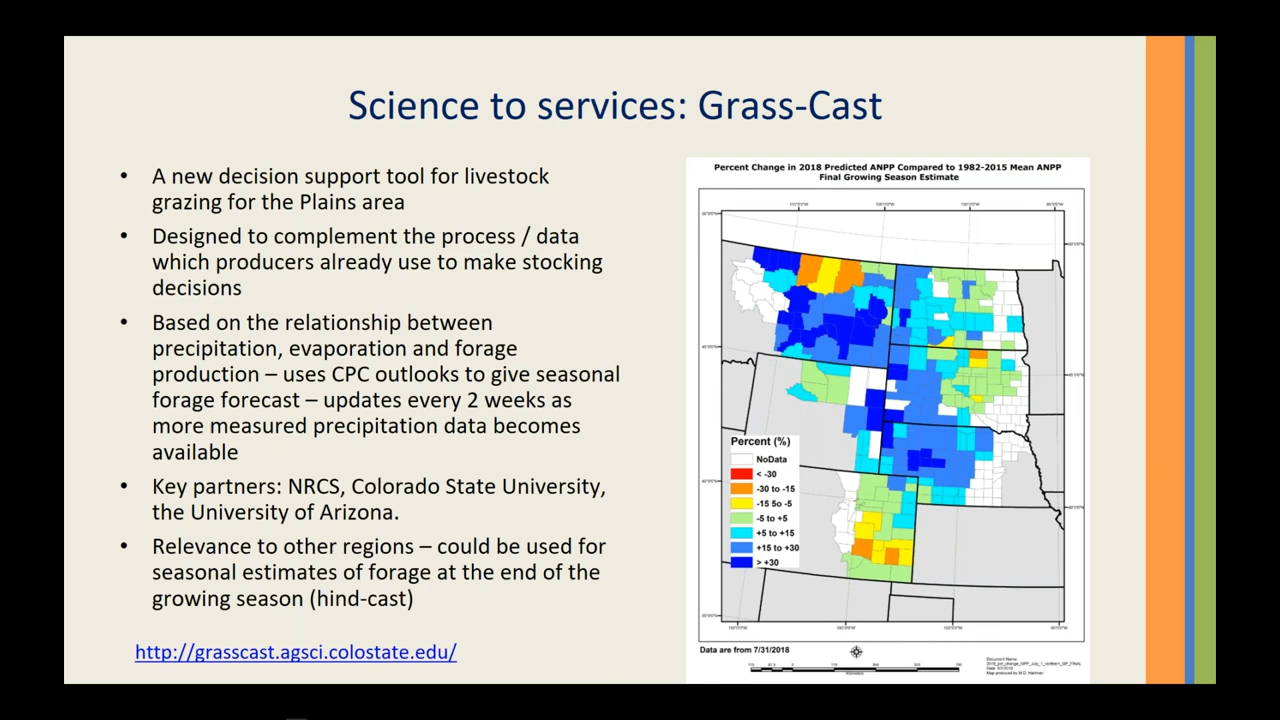 Science to services: Grass-Cast
• A new decision support tool for livestock
grazing for the Plains area
• Designed to complement the process / data
which producers already use to make stocking
decisions
• Based on the relationship between
precipitation, evaporation and forage
production – uses CPC outlooks to give seasonal
forage forecast – updates every 2 weeks as
more measured precipitation data becomes
available
• Key partners: NRCS, Colorado State University,
the University of Arizona.
• Relevance to other regions – could be used for
seasonal estimates of forage at the end of the
growing season (hind-cast)
http://grasscast.agsci.colostate.edu/
Percent Change in 2018 Predicted ANPP Compared to 1982-2015 Mean ANPP
Final Growing Season Estimate
Percent (%)
NoData
< -30
-30 to -15
-15 5o -5
-5 to +5
+5 to +15
+15 to +30
> +30
Data are from 7/31/2018
Kilometers
Document Name:
Map produced by M.D. Hartman